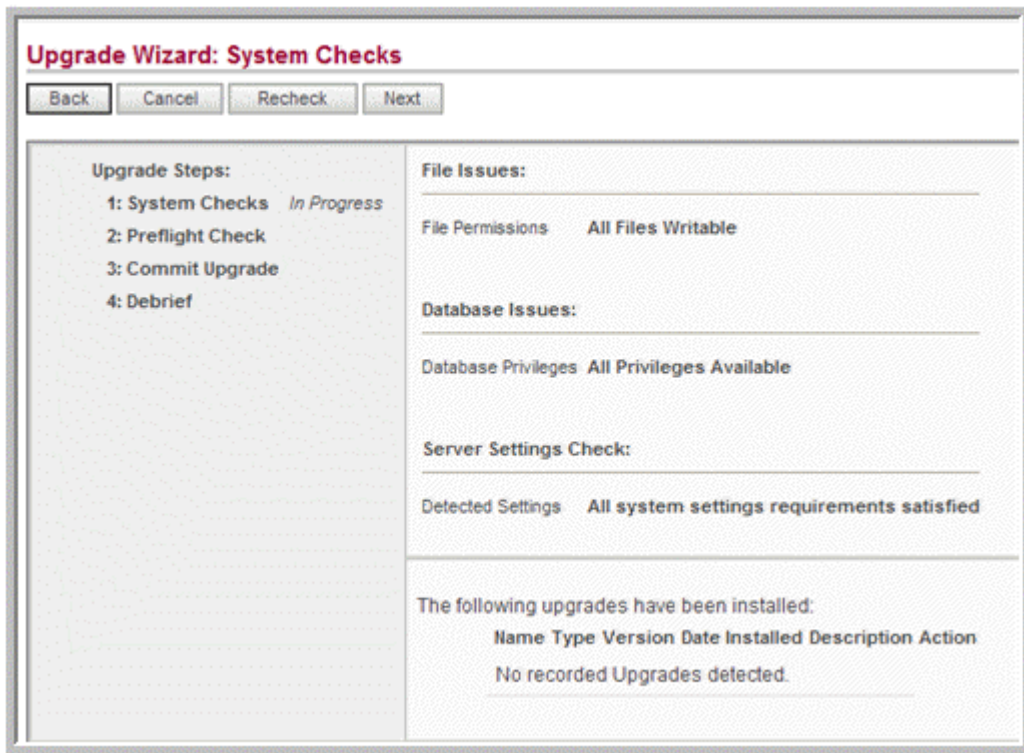 Upgrade Wizard: System Checks
Back Cancel Recheck Next
Upgrade Steps:
1: System Checks In Progress
2: Preflight Check
3: Commit Upgrade
4: Debrief
File Issues:
File Permissions All Files Writable
Database Issues:
Database Privileges All Privileges Available
Server Settings Check:
Detected Settings All system settings requirements satisfied
The following upgrades have been installed:
Name Type Version Date Installed Description Action
No recorded Upgrades detected.